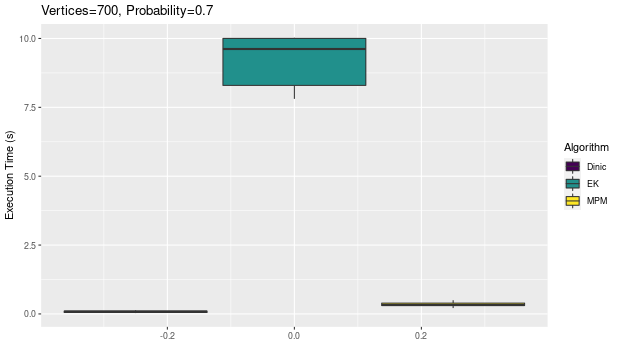 Vertices=700, Probability=0.7
Execution Time (s)
10.0
7.5
5.0
2.5
0.0
-0.2
0.0
0.2
Algorithm
Dinic
EK
MPM